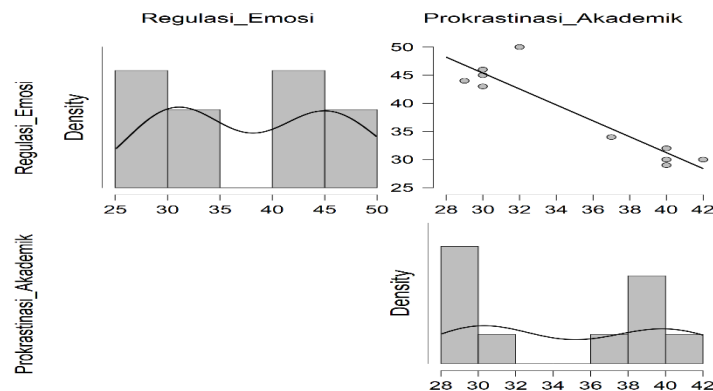 Regulasi_Emosi Prokrastinasi_Akademik
Regulasi_Emosi
Density
25 30 35 40 45 50
50
45
40
35
30
25
28 30 32 34 36 38 40 42
Prokrastinasi_Akademik
Density
28 30 32 34 36 38 40 42